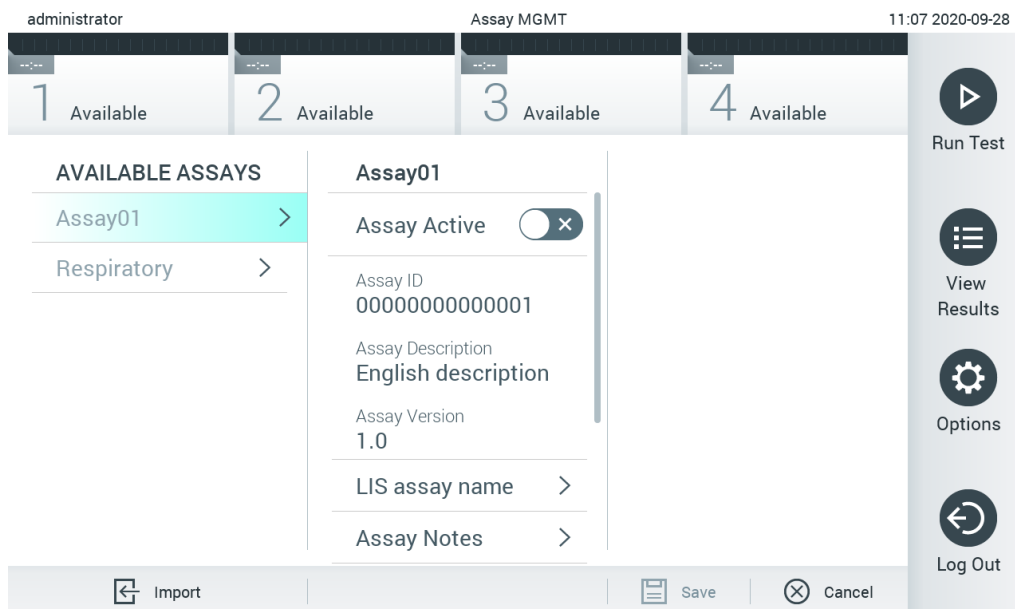 administrator
Assay MGMT
11:07 2020-09-28
--:--
1 Available
--:--
2 Available
--:--
3 Available
--:--
4 Available
AVAILABLE ASSAYS
Assay01
Respiratory
Assay01
Assay Active
Assay ID
00000000000001
Assay Description
English description
Assay Version
1.0
LIS assay name
Assay Notes
Import
Save
Cancel
Run Test
View
Results
Options
Log Out